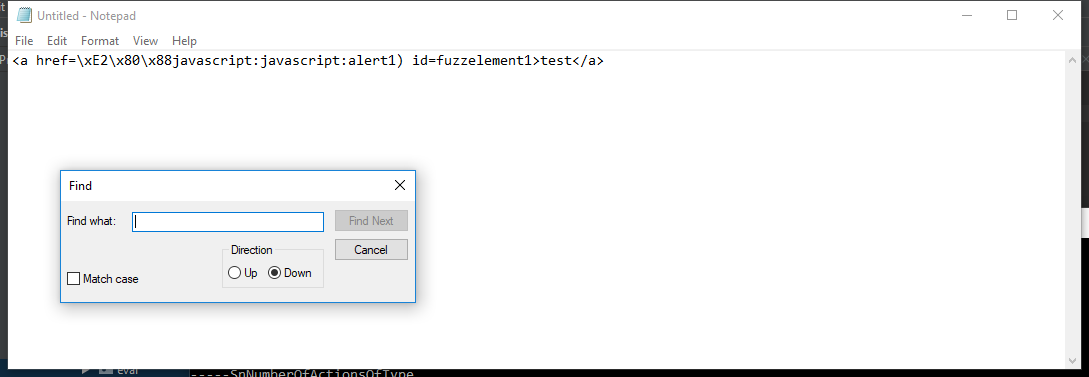 Untitled - Notepad
File Edit Format View Help
<a href=\xE2\x80\x88javascript:javascript:alert1) id=fuzzelement1>test</a>
Find
Find what:
Find Next
Direction
Cancel
Up Down
Match case
eval
-----SnNumberOfActionsOfType